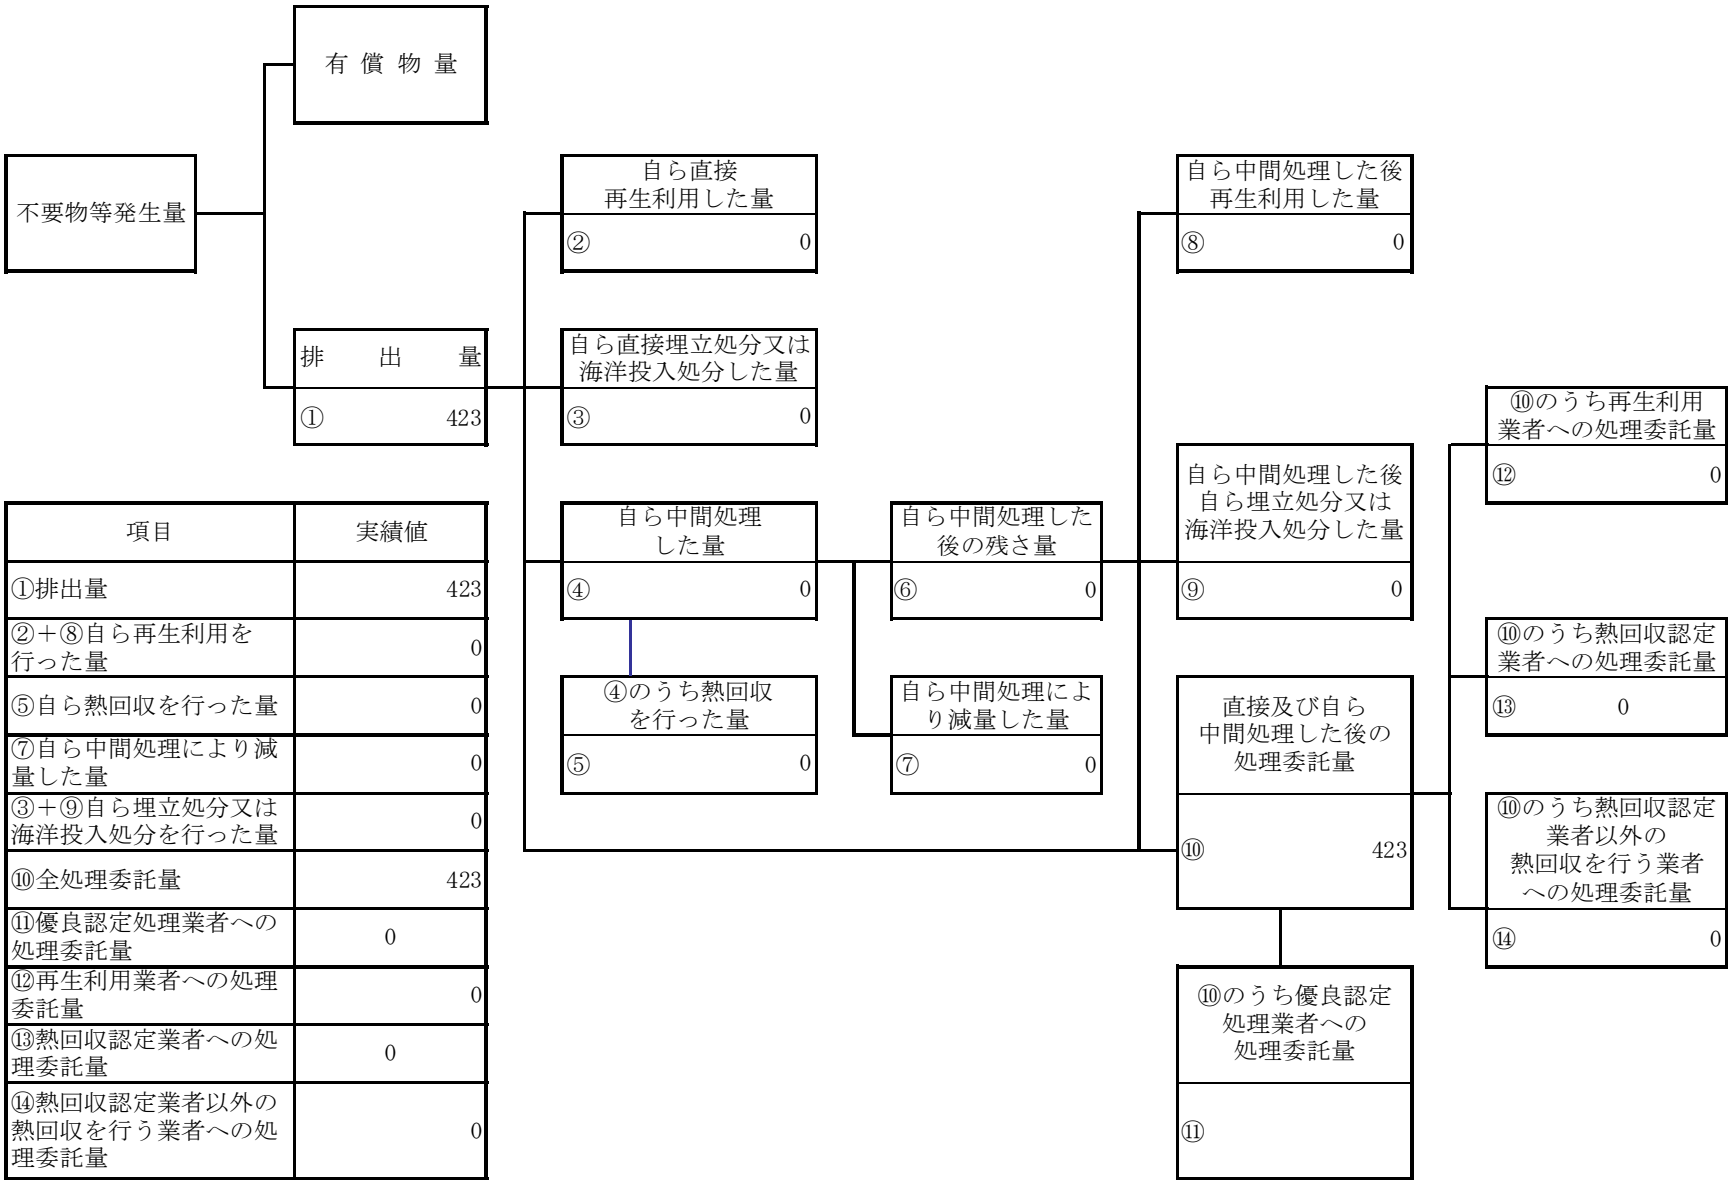 有償物量
不要物等発生量
自ら直接
再生利用した量
② 0
自ら中間処理した後
再生利用した量
⑧ 0
排出量
① 423
自ら直接埋立処分又は
海洋投入処分した量
③ 0
⑩のうち再生利用
業者への処理委託量
⑫ 0
自ら中間処理した後
自ら埋立処分又は
海洋投入処分した量
⑨ 0
自ら中間処理
した量
④ 0
自ら中間処理した
後の残さ量
⑥ 0
⑩のうち熱回収認定
業者への処理委託量
⑬ 0
④のうち熱回収
を行った量
⑤ 0
自ら中間処理によ
り減量した量
⑦ 0
直接及び自ら
中間処理した後の
処理委託量
⑩ 423
⑩のうち熱回収認定
業者以外の
熱回収を行う業者
への処理委託量
⑭ 0
⑩のうち優良認定
処理業者への
処理委託量
⑪
項目 実績値
①排出量 423
②＋⑧自ら再生利用を
行った量 0
⑤自ら熱回収を行った量 0
⑦自ら中間処理により減
量した量 0
③＋⑨自ら埋立処分又は
海洋投入処分を行った量 0
⑩全処理委託量 423
⑪優良認定処理業者への
処理委託量 0
⑫再生利用業者への処理
委託量 0
⑬熱回収認定業者への処
理委託量 0
⑭熱回収認定業者以外の
熱回収を行う業者への処
理委託量 0